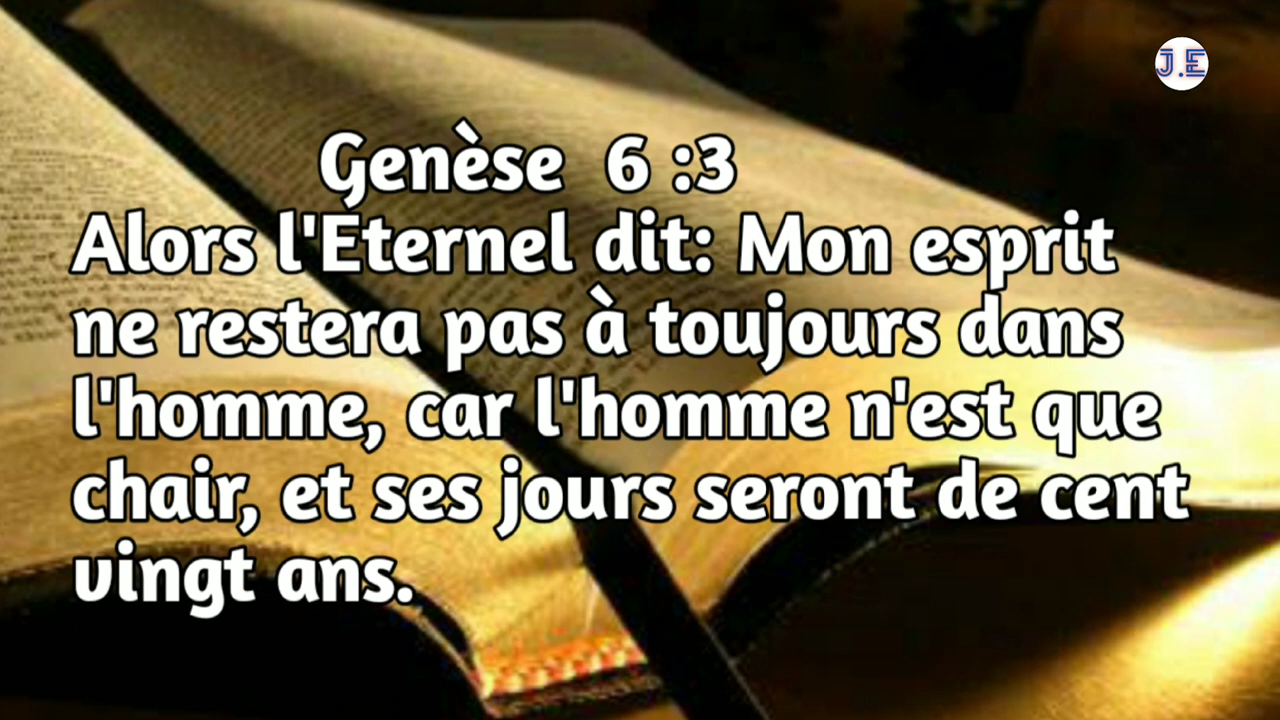 J.E
Genèse 6 :3
Alors l'Eternel dit: Mon esprit
ne restera pas à toujours dans
l'homme, car l'homme n'est que
chair, et ses jours seront de cent
vingt ans.